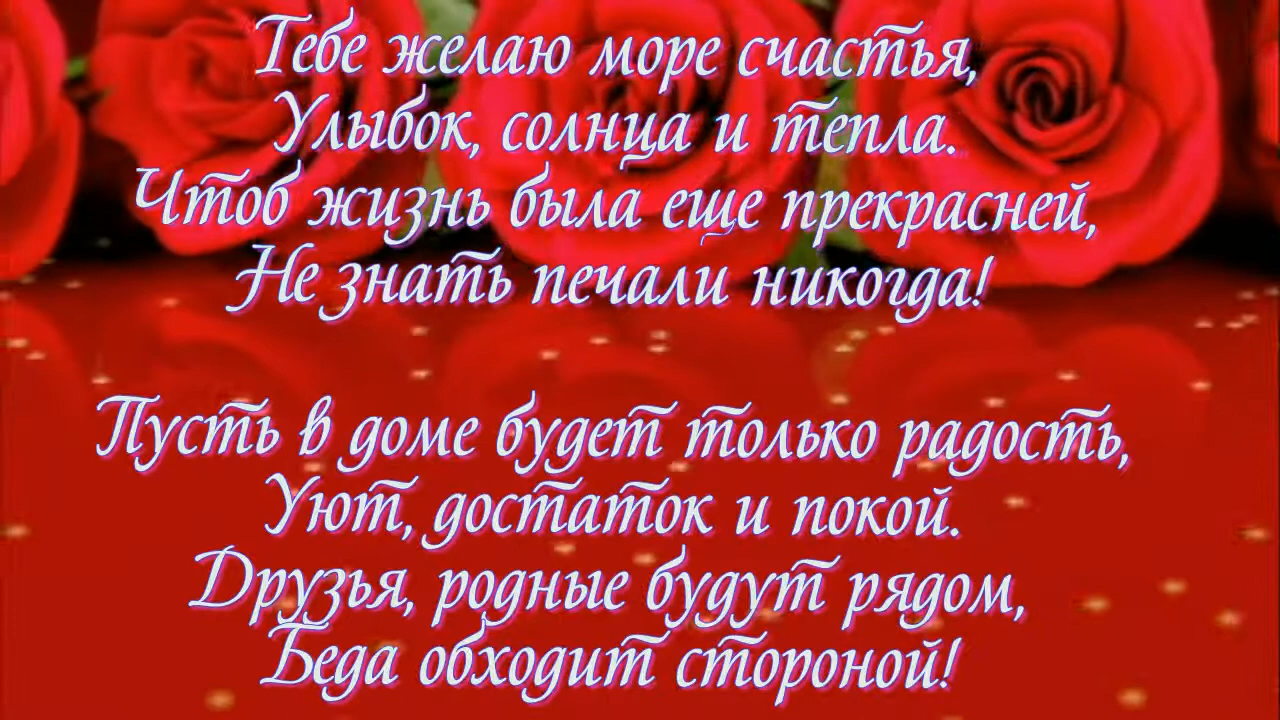 Тебе желаю море счастья,
Улыбок, солнца и тепла.
Чтоб жизнь была еще прекрасней,
Не знать печали никогда!
Пусть в доме будет только радость,
Уют, достаток и покой.
Друзья, родные будут рядом,
Беда обходит стороной!